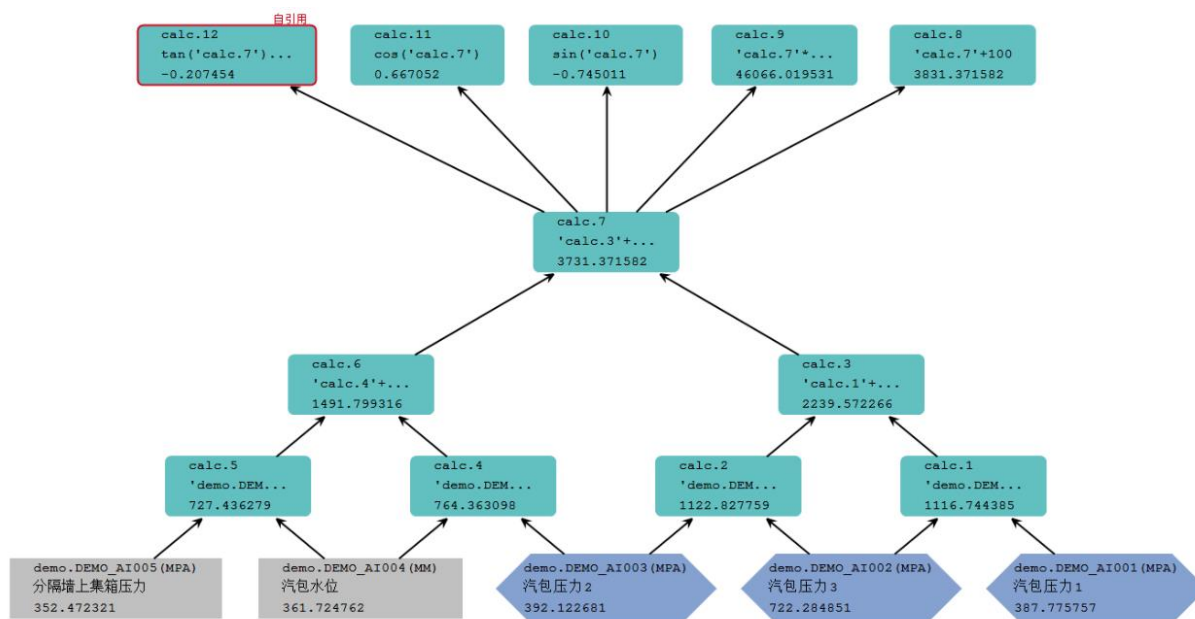 自引用
calc.12
tan('calc.7')...
-0.207454
calc.11
cos('calc.7')
0.667052
calc.10
sin('calc.7')
-0.745011
calc.9
'calc.7'*...
46066.019531
calc.8
'calc.7'+100
3831.371582
calc.7
'calc.3'+...
3731.371582
calc.6
'calc.4'+...
1491.799316
calc.3
'calc.1'+...
2239.572266
calc.5
'demo.DEM...
727.436279
calc.4
'demo.DEM...
764.363098
calc.2
'demo.DEM...
1122.827759
calc.1
'demo.DEM...
1116.744385
demo.DEMO_AI005(MPA)
分隔墙上集箱压力
352.472321
demo.DEMO_AI004(MM)
汽包水位
361.724762
demo.DEMO_AI003(MPA)
汽包压力2
392.122681
demo.DEMO_AI002(MPA)
汽包压力3
722.284851
demo.DEMO_AI001(MPA)
汽包压力1
387.775757